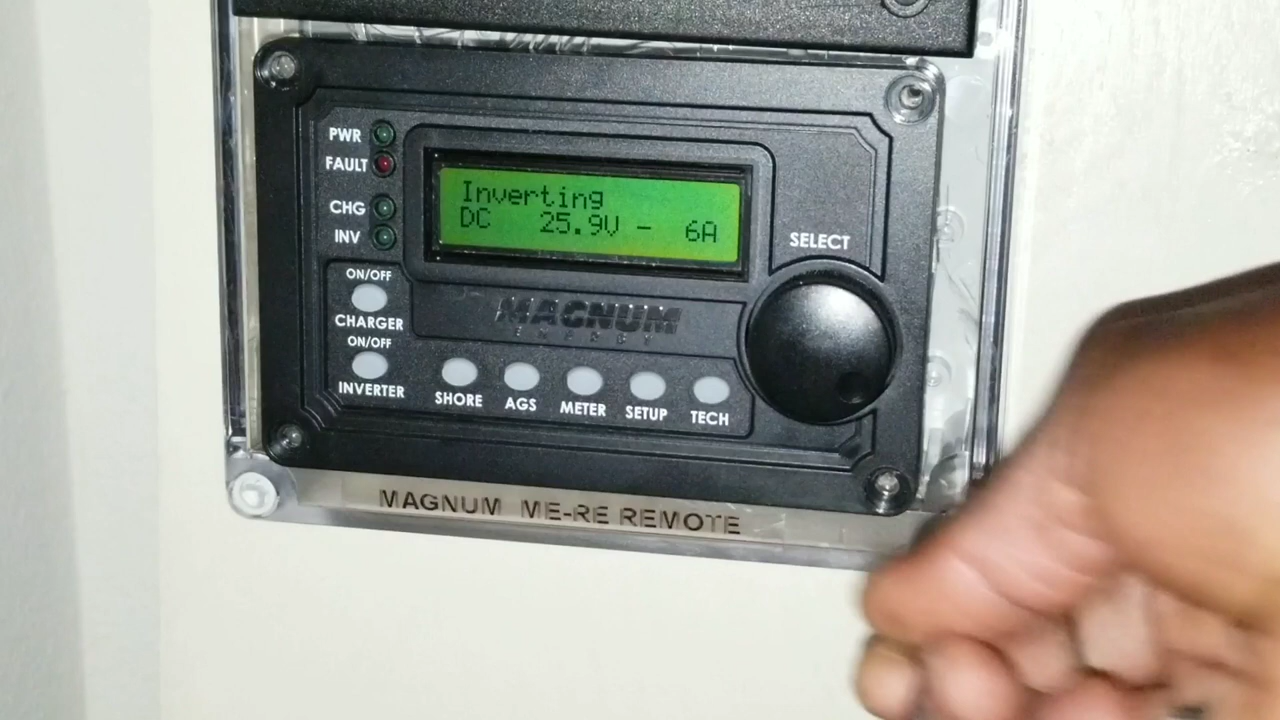 PWR
FAULT
CHG
INV
Inverting
DC 25.9V - 6A
SELECT
ON/OFF
CHARGER
ON/OFF
INVERTER
MAGNUM
ENERGY
SHORE
AGS
METER
SETUP
TECH
MAGNUM ME-RE REMOTE